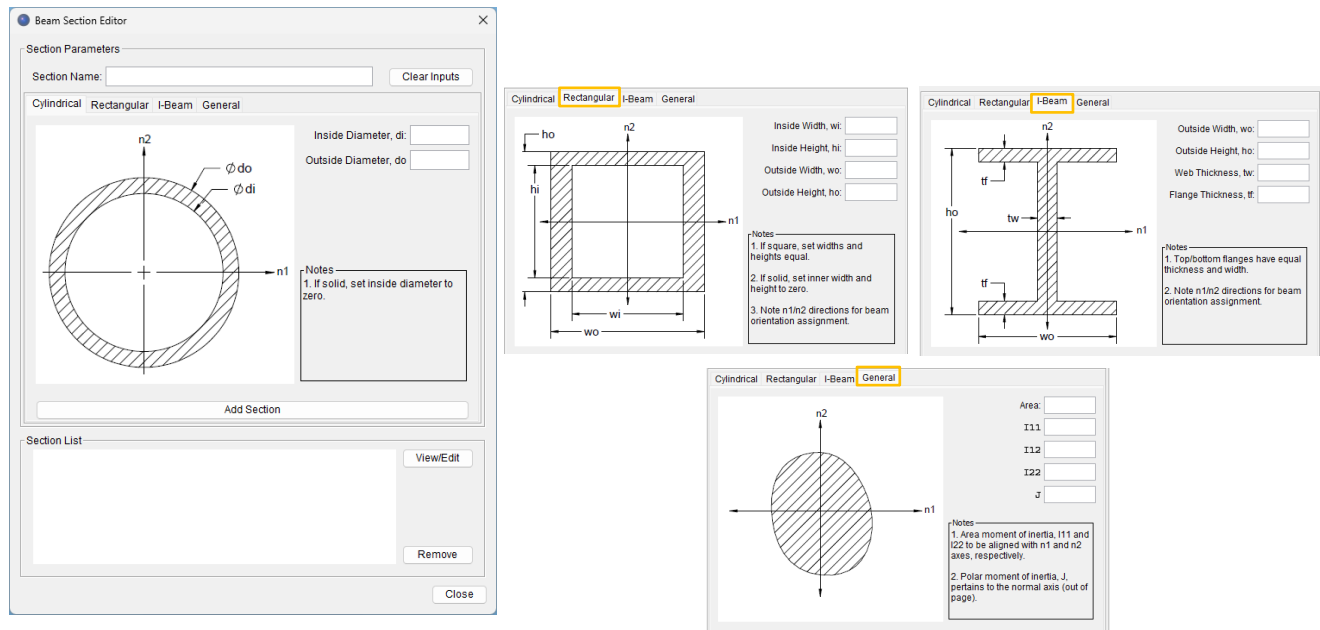 Beam Section Editor
Section Parameters
Section Name:
Clear Inputs
Cylindrical Rectangular I-Beam General
n2
Ødo
Ødi
n1
Inside Diameter, di:
Outside Diameter, do
Notes
1. If solid, set inside diameter to
zero.
Add Section
Section List
View/Edit
Remove
Close
Cylindrical Rectangular I-Beam General
ho
n2
hi
n1
wi
wo
Inside Width, wi:
Inside Height, hi:
Outside Width, wo:
Outside Height, ho:
Notes
1. If square, set widths and
heights equal.
2. If solid, set inner width and
height to zero.
3. Note n1/n2 directions for beam
orientation assignment.
Cylindrical Rectangular I-Beam General
n2
tf
ho
tw
n1
tf
wo
Outside Width, wo:
Outside Height, ho:
Web Thickness, tw:
Flange Thickness, tf:
Notes
1. Top/bottom flanges have equal
thickness and width.
2. Note n1/n2 directions for beam
orientation assignment.
Cylindrical Rectangular I-Beam General
n2
n1
Area:
I11
I12
I22
J
Notes
1. Area moment of inertia, I11 and
I22 to be aligned with n1 and n2
axes, respectively.
2. Polar moment of inertia, J,
pertains to the normal axis (out of
page).